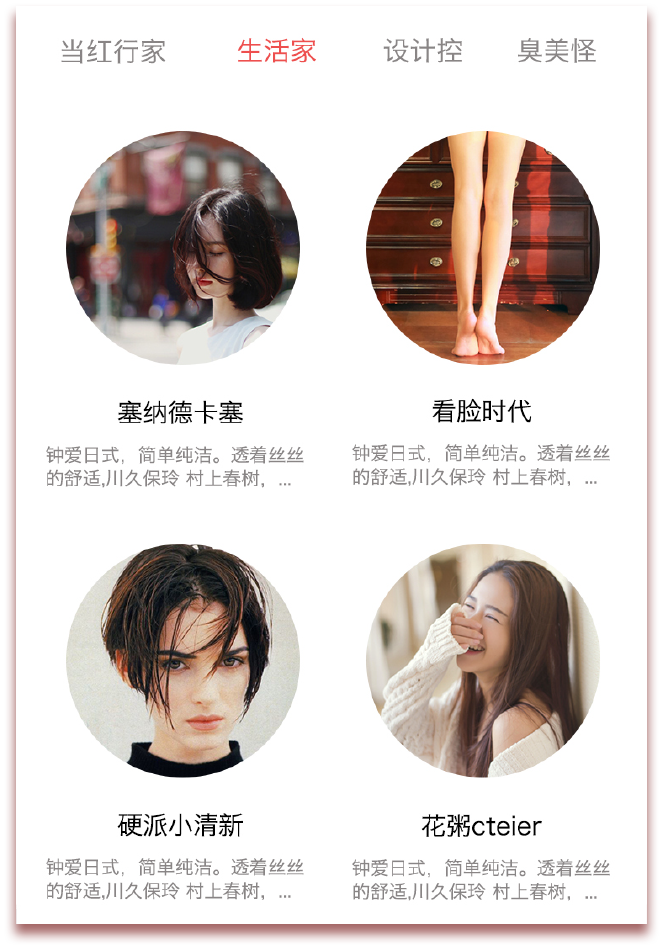 当红行家 生活家 设计控 臭美怪
塞纳德卡塞
钟爱日式，简单纯洁。透着丝丝
的舒适,川久保玲 村上春树，...
看脸时代
钟爱日式，简单纯洁。透着丝丝
的舒适,川久保玲 村上春树，...
硬派小清新
钟爱日式，简单纯洁。透着丝丝
的舒适,川久保玲 村上春树，...
花粥cteier
钟爱日式，简单纯洁。透着丝丝
的舒适,川久保玲 村上春树，...